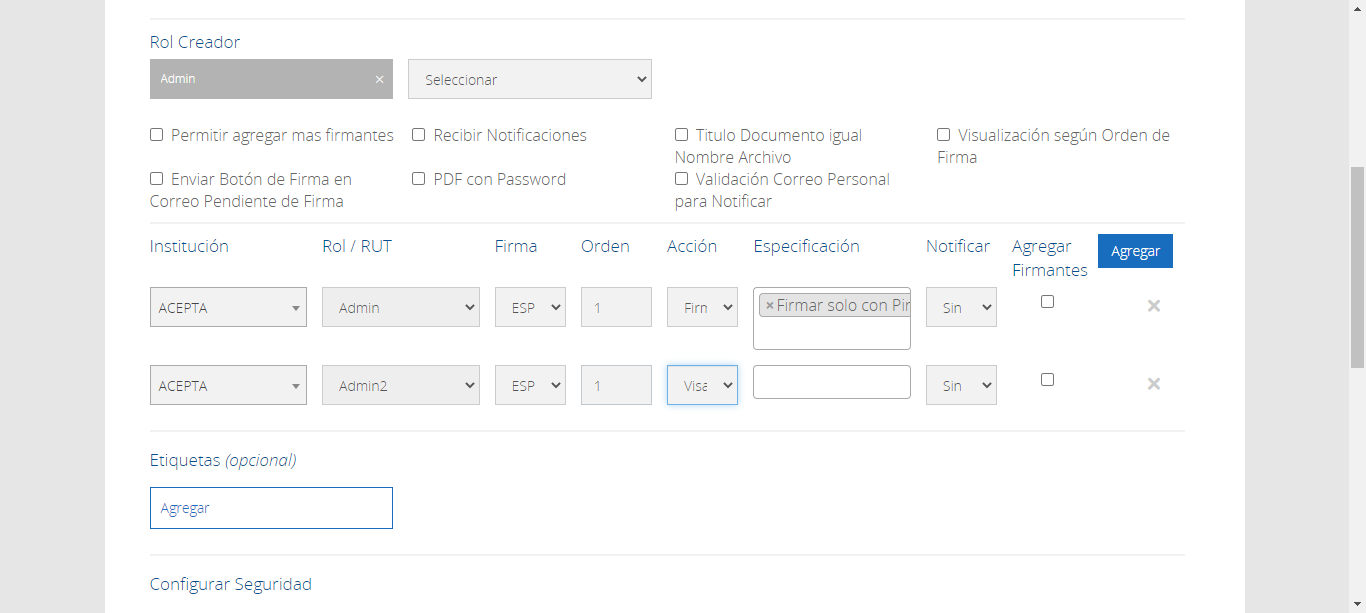 Rol Creador
Admin ×
Seleccionar
Permitir agregar mas firmantes
Recibir Notificaciones
Titulo Documento igual
Nombre Archivo
Visualización según Orden de
Firma
Enviar Botón de Firma en
Correo Pendiente de Firma
PDF con Password
Validación Correo Personal
para Notificar
Institución Rol / RUT Firma Orden Acción Especificación Notificar Agregar Firmantes Agregar
ACEPTA Admin ESP 1 Firm ×Firmar solo con Pin Sin ×
ACEPTA Admin2 ESP 1 Visa Sin ×
Etiquetas (opcional)
Agregar
Configurar Seguridad